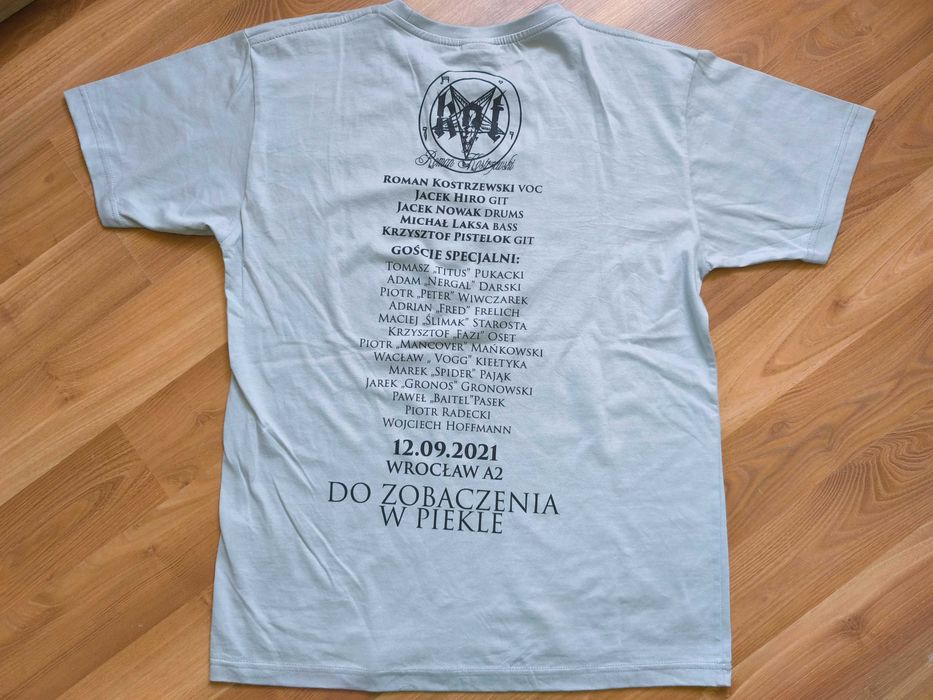 kat
Roman Kostrzewski
Roman Kostrzewski voc
Jacek Hiro git
Jacek Nowak drums
Michał Laksa bass
Krzysztof Pistelok git
GOŚCIE SPECJALNI:
Tomasz „Titus" Pukacki
Adam „Nergal" Darski
Piotr „Peter" Wiwczarek
Adrian „Fred" Frelich
Maciej „Ślimak" Starosta
Krzysztof „Fazi" Oset
Piotr „Mancover" Mańkowski
Wacław „ Vogg" Kiełtyka
Marek „Spider" Pająk
Jarek „Gronos" Gronowski
Paweł „Baitel"Pasek
Piotr Radecki
Wojciech Hoffmann
12.09.2021
WROCŁAW A2
DO ZOBACZENIA
W PIEKLE